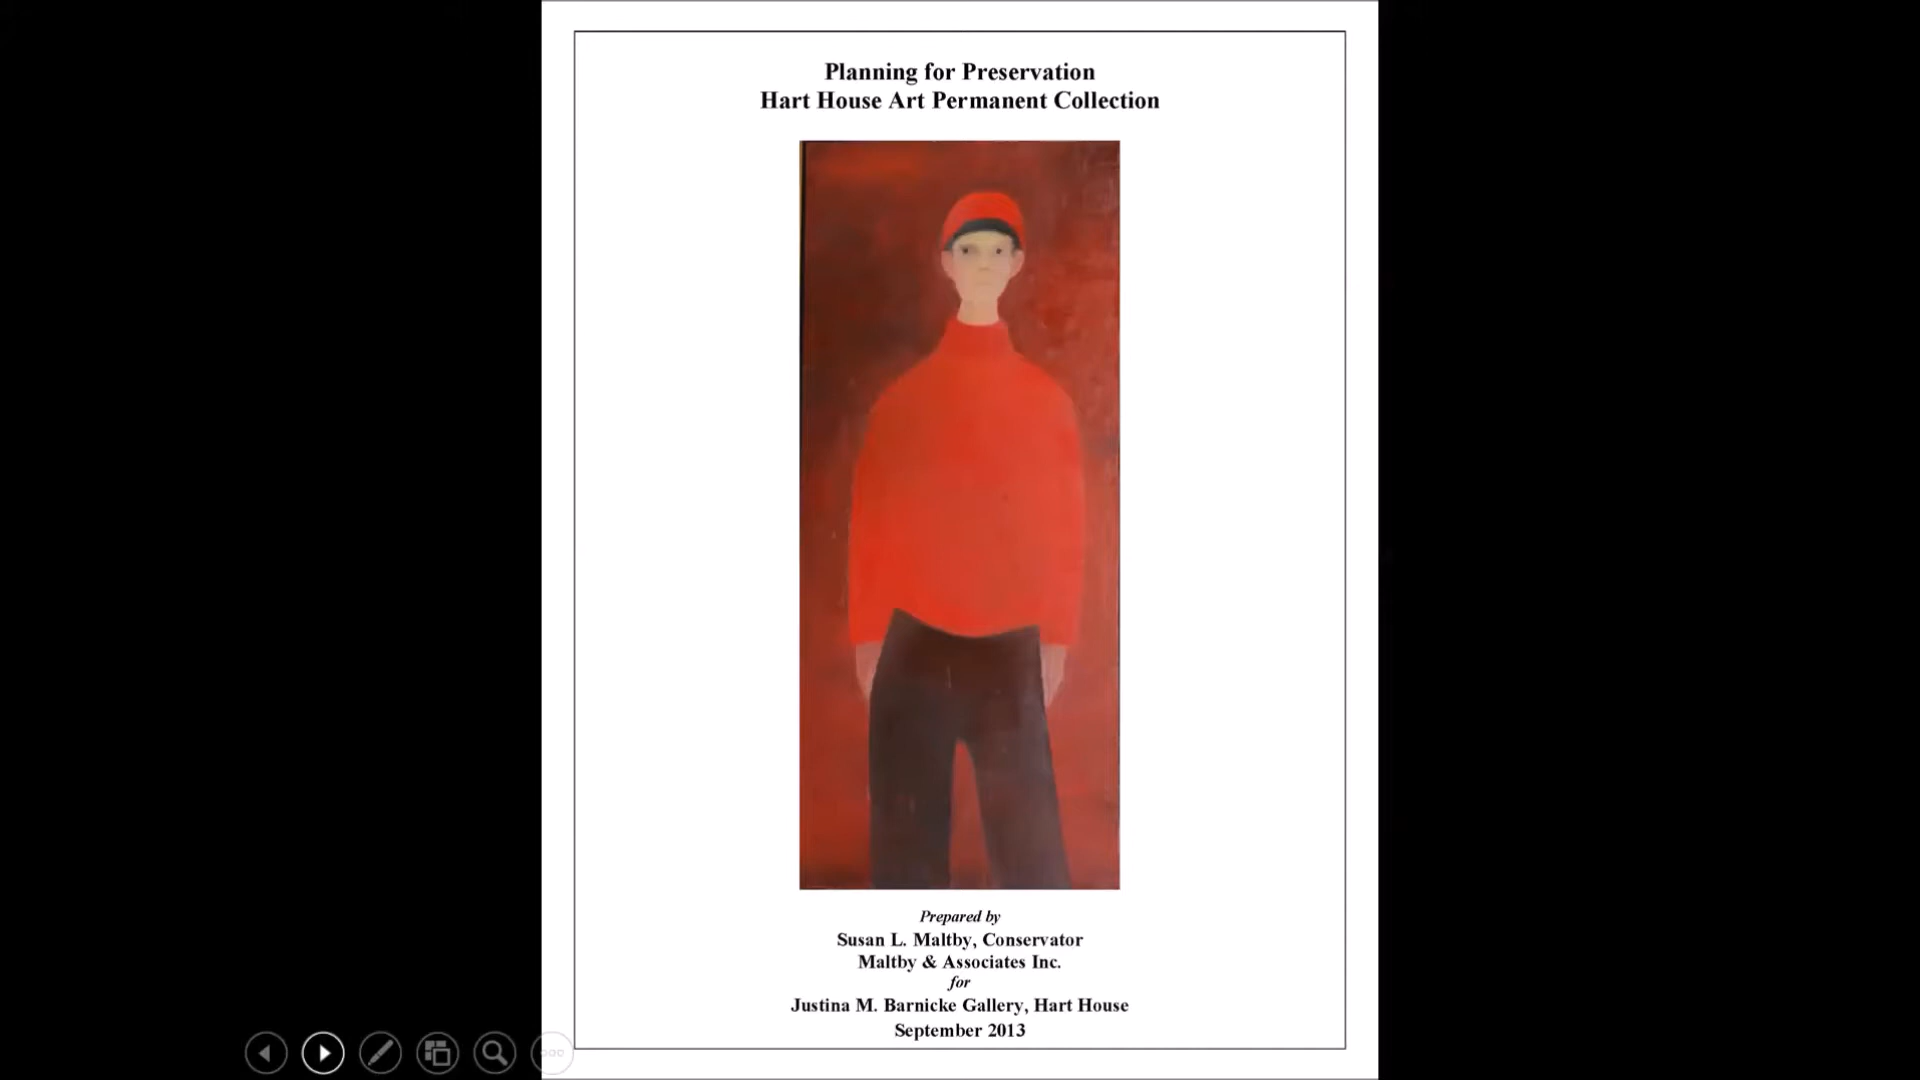 Planning for Preservation
Hart House Art Permanent Collection
Prepared by
Susan L. Maltby, Conservator
Maltby & Associates Inc.
for
Justina M. Barnicke Gallery, Hart House
September 2013